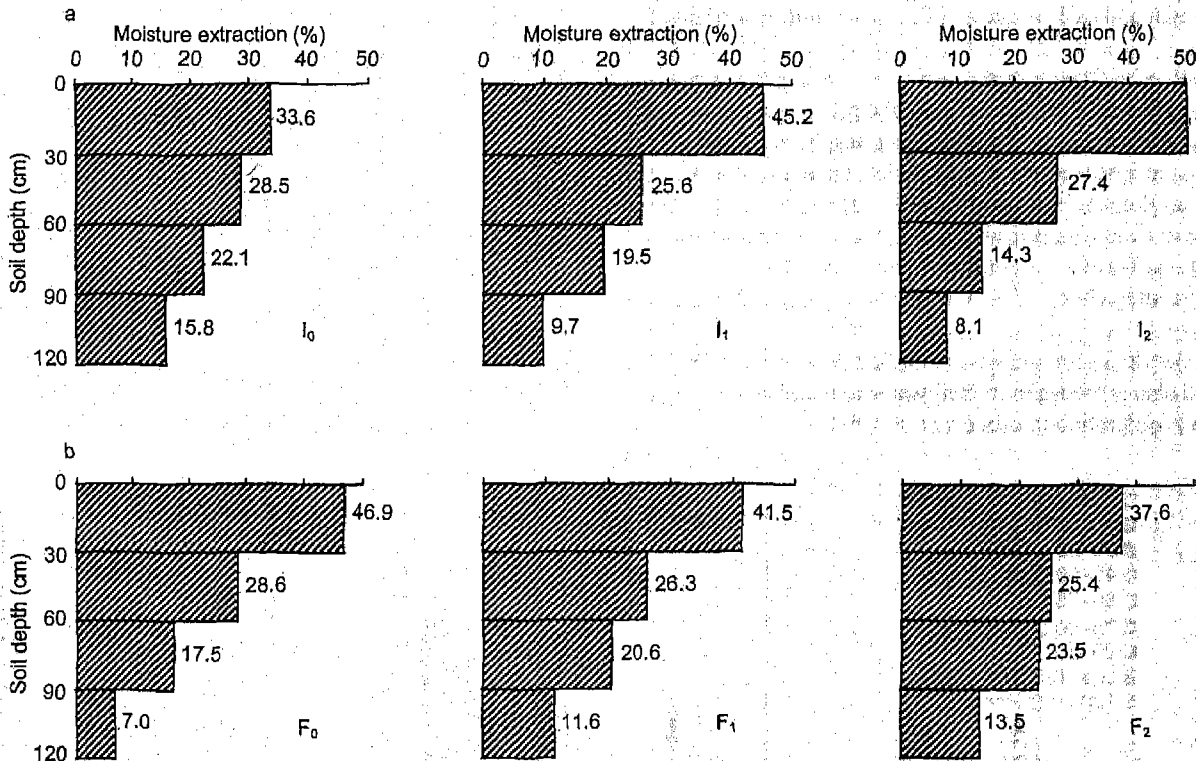 a
Moisture extraction (%)
Moisture extraction (%)
Moisture extraction (%)
0 10 20 30 40 50
0 10 20 30 40 50
0 10 20 30 40 50
Soil depth (cm)
0
30
60
90
120
33.6
28.5
22.1
15.8
I₀
45.2
25.6
19.5
9.7
I₁
27.4
14.3
8.1
I₂
b
Soil depth (cm)
0
30
60
90
120
46.9
28.6
17.5
7.0
F₀
41.5
26.3
20.6
11.6
F₁
37.6
25.4
23.5
13.5
F₂